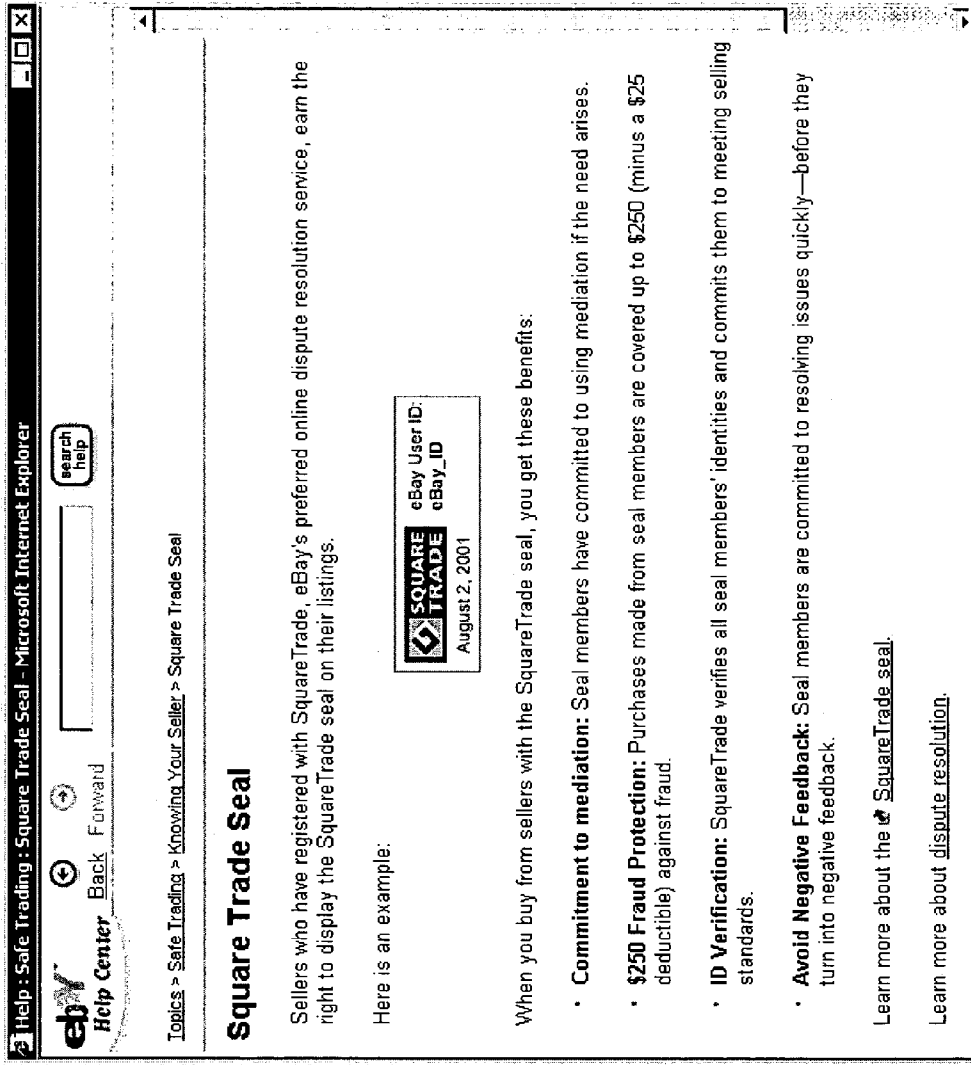 Help : Safe Trading : Square Trade Seal - Microsoft Internet Explorer
ebY™
Help Center
Back Forward
search
help
Topics > Safe Trading > Knowing Your Seller > Square Trade Seal
Square Trade Seal
Sellers who have registered with SquareTrade, eBay's preferred online dispute resolution service, earn the
right to display the SquareTrade seal on their listings.
Here is an example:
SQUARE
TRADE
eBay User ID:
eBay_ID
August 2, 2001
When you buy from sellers with the SquareTrade seal, you get these benefits:
· Commitment to mediation: Seal members have committed to using mediation if the need arises.
· $250 Fraud Protection: Purchases made from seal members are covered up to $250 (minus a $25
deductible) against fraud.
· ID Verification: SquareTrade verifies all seal members' identities and commits them to meeting selling
standards.
· Avoid Negative Feedback: Seal members are committed to resolving issues quickly—before they
turn into negative feedback.
Learn more about the SquareTrade seal.
Learn more about dispute resolution.